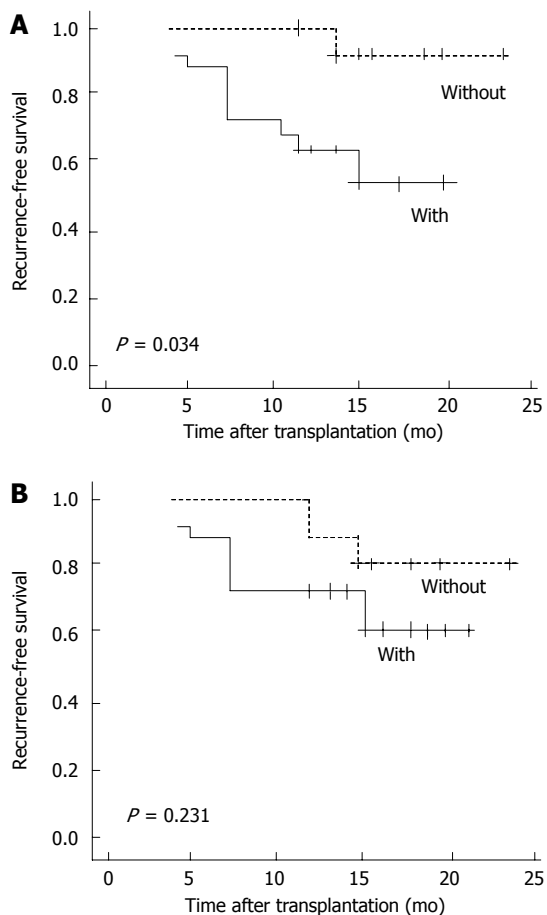 A
Recurrence-free survival
1.0
0.8
0.6
0.4
0.2
0.0
Without
With
P = 0.034
0 5 10 15 20 25
Time after transplantation (mo)
B
Recurrence-free survival
1.0
0.8
0.6
0.4
0.2
0.0
Without
With
P = 0.231
0 5 10 15 20 25
Time after transplantation (mo)